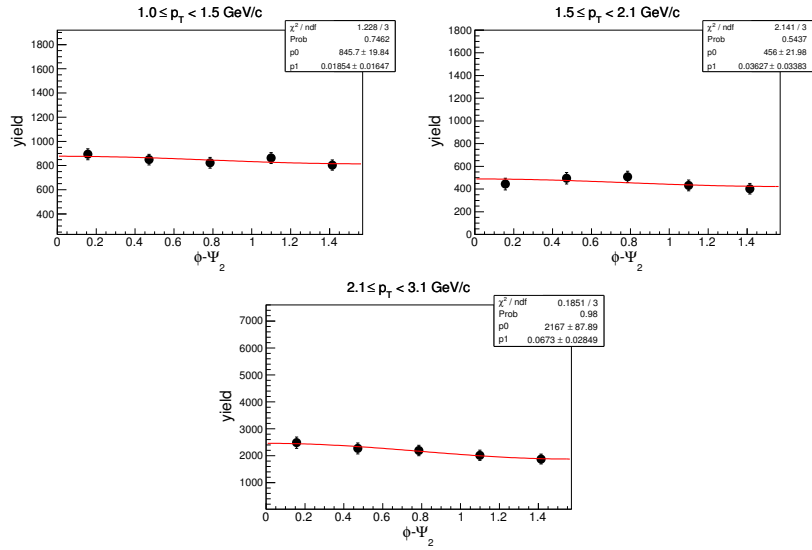 1.0 ≤ p_T < 1.5 GeV/c
χ² / ndf 1.228 / 3
Prob 0.7462
p0 845.7 ± 19.84
p1 0.01854 ± 0.01647
yield
1800
1600
1400
1200
1000
800
600
400
0 0.2 0.4 0.6 0.8 1 1.2 1.4
ϕ-Ψ₂
1.5 ≤ p_T < 2.1 GeV/c
χ² / ndf 2.141 / 3
Prob 0.5437
p0 456 ± 21.98
p1 0.03627 ± 0.03383
yield
1800
1600
1400
1200
1000
800
600
400
200
0
0 0.2 0.4 0.6 0.8 1 1.2 1.4
ϕ-Ψ₂
2.1 ≤ p_T < 3.1 GeV/c
χ² / ndf 0.1851 / 3
Prob 0.98
p0 2167 ± 87.89
p1 0.0673 ± 0.02849
yield
7000
6000
5000
4000
3000
2000
1000
0 0.2 0.4 0.6 0.8 1 1.2 1.4
ϕ-Ψ₂